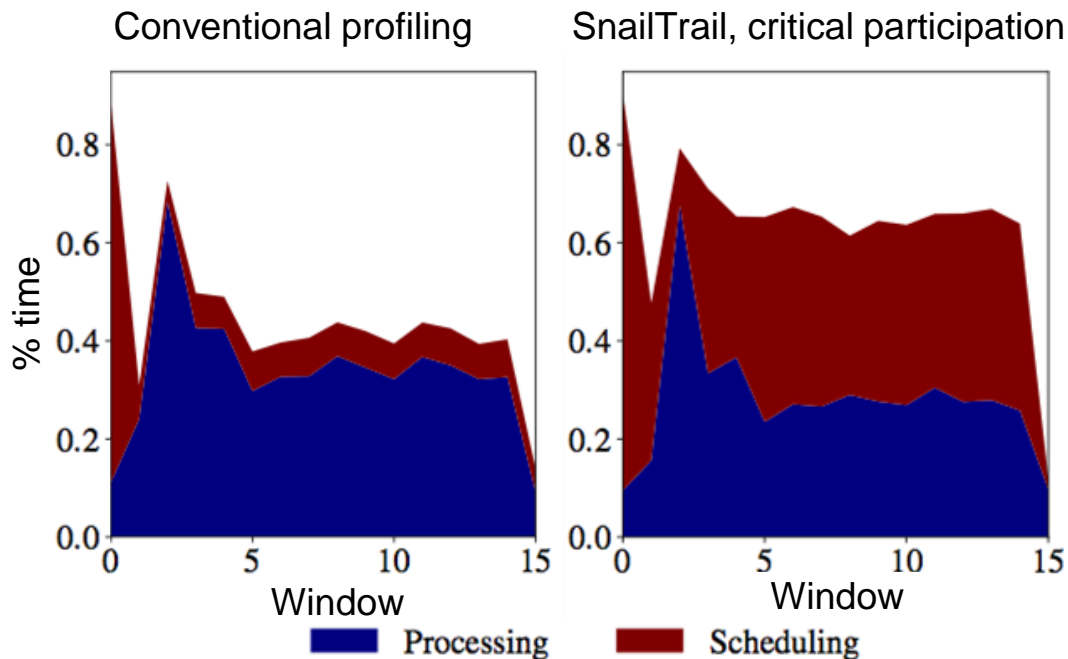 Conventional profiling
SnailTrail, critical participation
% time
0.8
0.6
0.4
0.2
0.0
0 5 10 15
Window
0.8
0.6
0.4
0.2
0.0
0 5 10 15
Window
Processing Scheduling